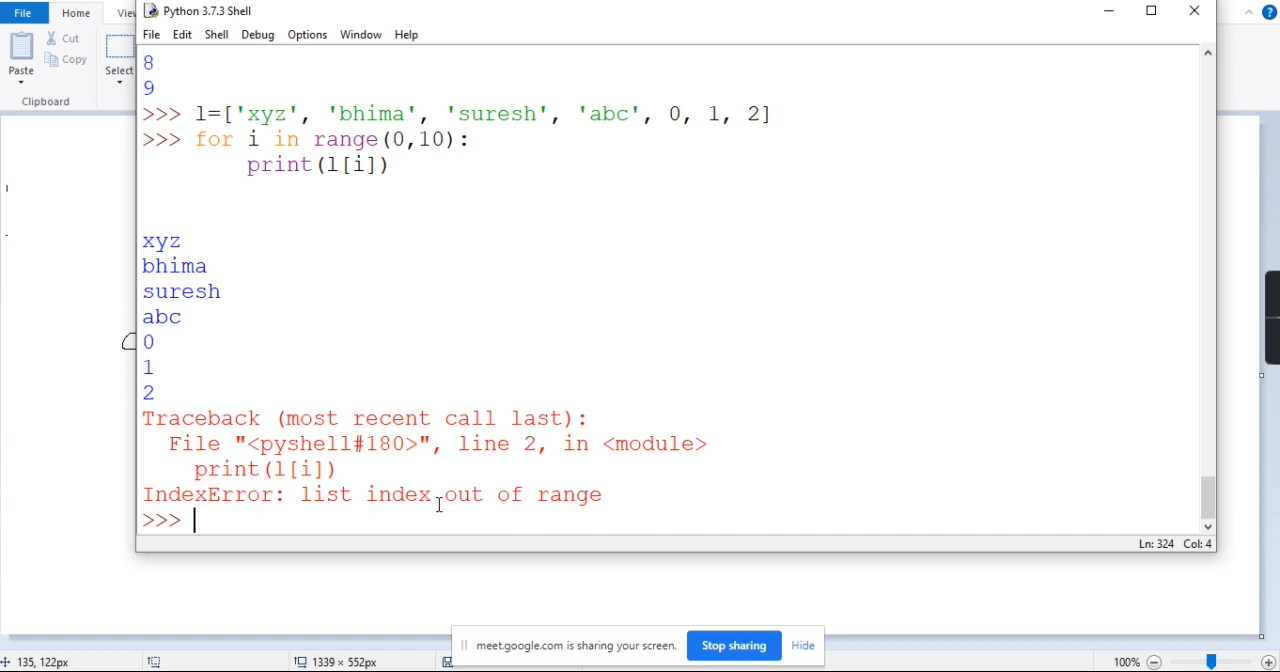 File Home View
Python 3.7.3 Shell
File Edit Shell Debug Options Window Help
Paste
Cut
Copy
Select
Clipboard
8
9
>>> l=['xyz', 'bhima', 'suresh', 'abc', 0, 1, 2]
>>> for i in range(0,10):
print(l[i])
xyz
bhima
suresh
abc
0
1
2
Traceback (most recent call last):
File "<pyshell#180>", line 2, in <module>
print(l[i])
IndexError: list index out of range
>>>
Ln: 324 Col: 4
meet.google.com is sharing your screen. Stop sharing Hide
135, 122px 1339 × 552px 100%